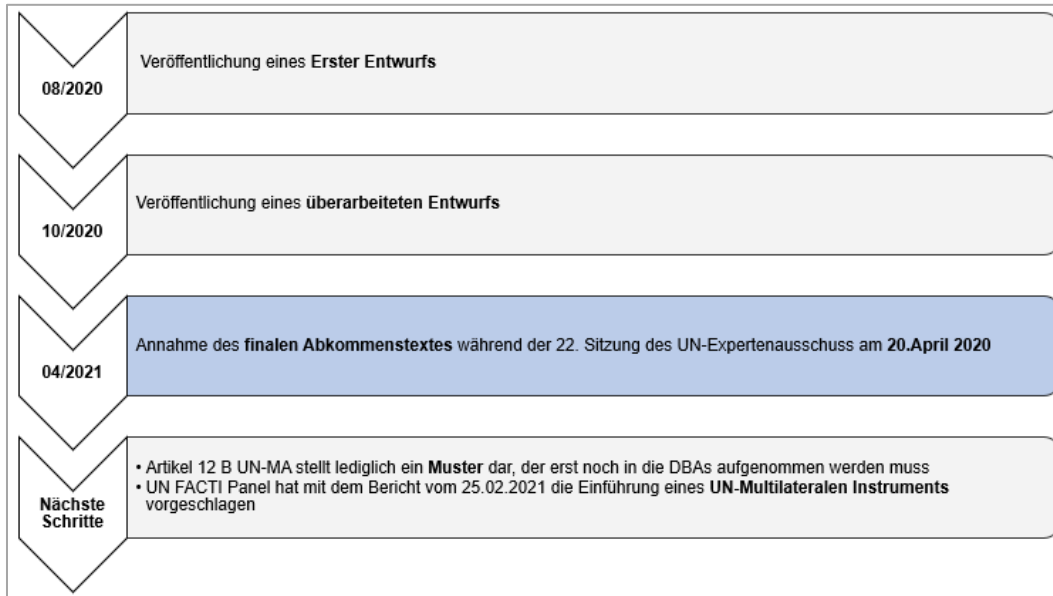 08/2020
Veröffentlichung eines Erster Entwurfs
10/2020
Veröffentlichung eines überarbeiteten Entwurfs
04/2021
Annahme des finalen Abkommenstextes während der 22. Sitzung des UN-Expertenausschuss am 20.April 2020
Nächste
Schritte
• Artikel 12 B UN-MA stellt lediglich ein Muster dar, der erst noch in die DBAs aufgenommen werden muss
• UN FACTI Panel hat mit dem Bericht vom 25.02.2021 die Einführung eines UN-Multilateralen Instruments
vorgeschlagen